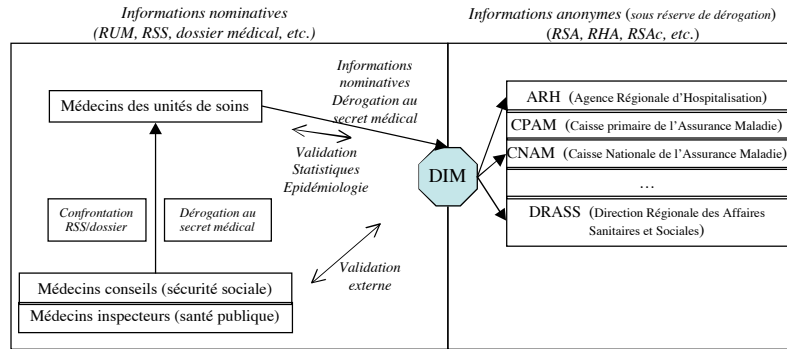 Informations nominatives
(RUM, RSS, dossier médical, etc.)
Informations anonymes (sous réserve de dérogation)
(RSA, RHA, RSAc, etc.)
Informations
nominatives
Dérogation au
secret médical
Médecins des unités de soins
Validation
Statistiques
Epidémiologie
DIM
ARH (Agence Régionale d'Hospitalisation)
CPAM (Caisse primaire de l'Assurance Maladie)
CNAM (Caisse Nationale de l'Assurance Maladie)
…
DRASS (Direction Régionale des Affaires
Sanitaires et Sociales)
Confrontation
RSS/dossier
Dérogation au
secret médical
Validation
externe
Médecins conseils (sécurité sociale)
Médecins inspecteurs (santé publique)